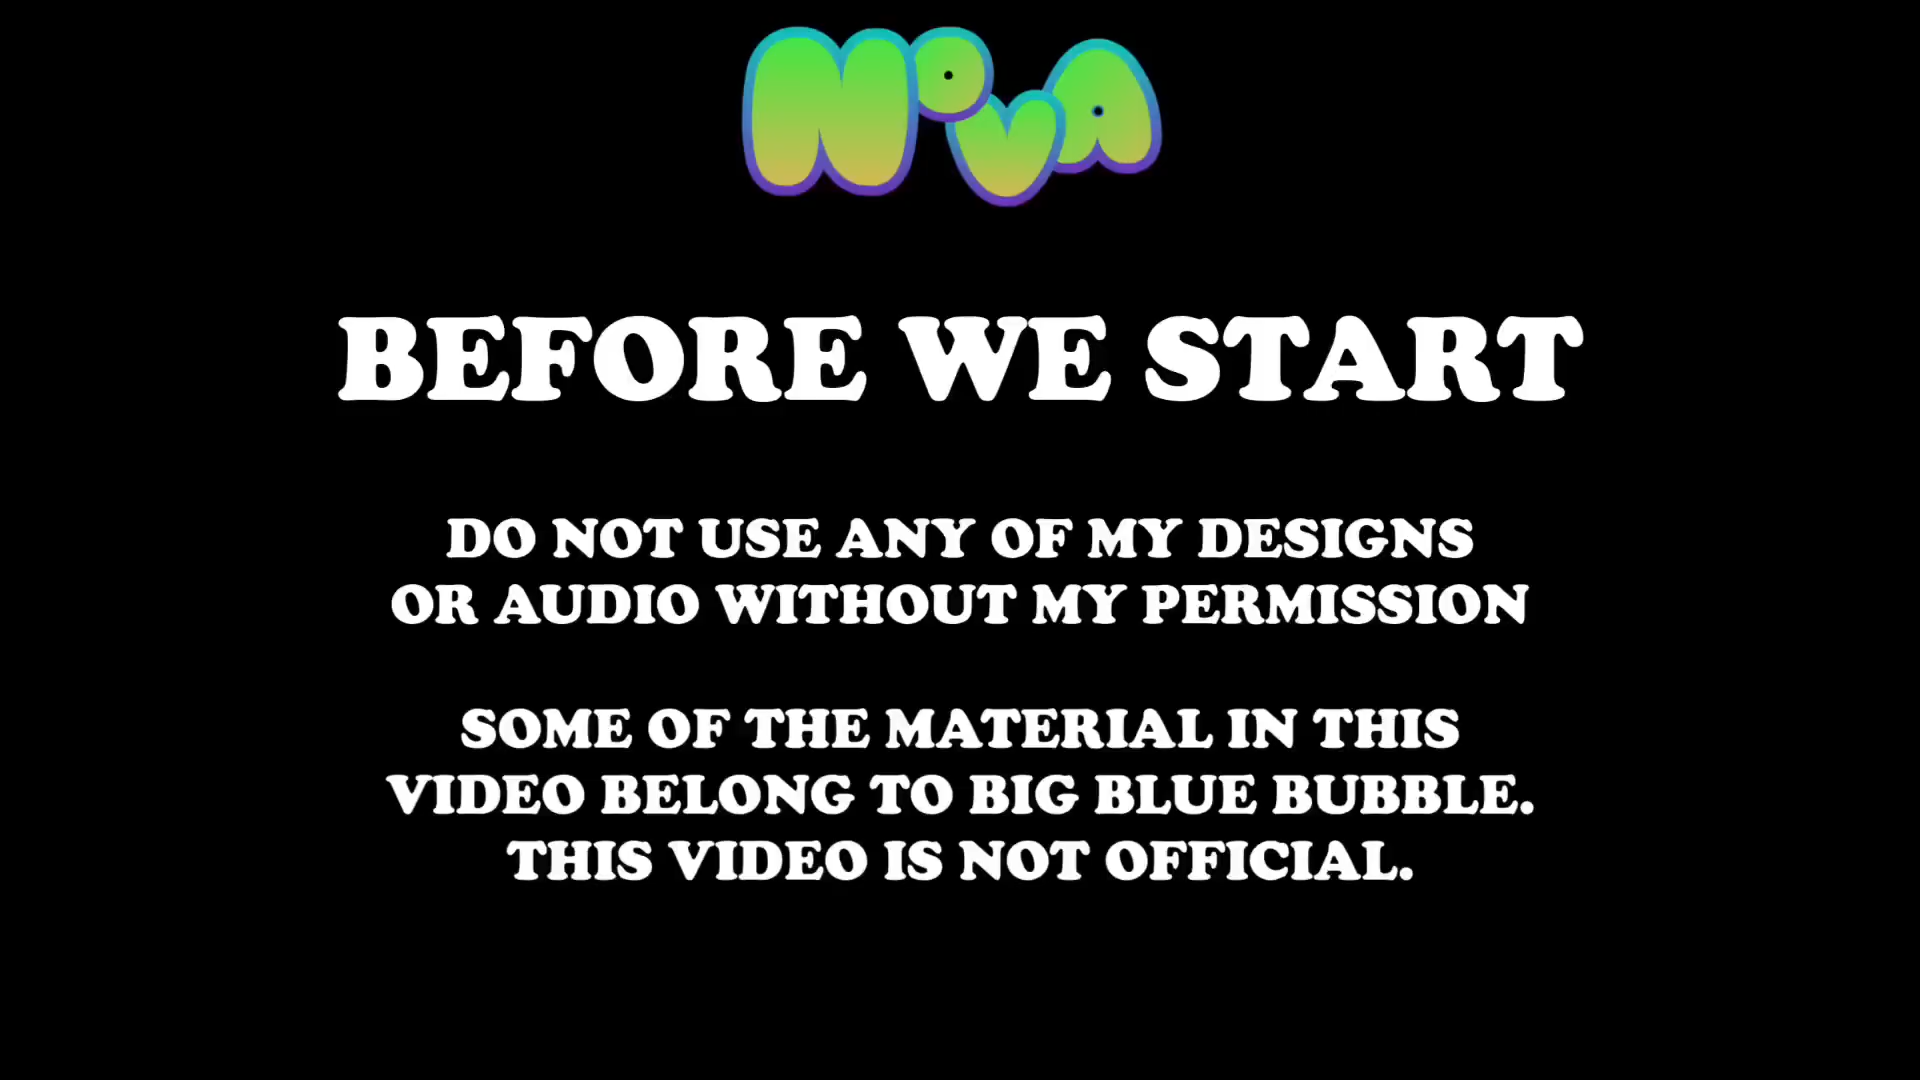 NOVA
BEFORE WE START
DO NOT USE ANY OF MY DESIGNS
OR AUDIO WITHOUT MY PERMISSION
SOME OF THE MATERIAL IN THIS
VIDEO BELONG TO BIG BLUE BUBBLE.
THIS VIDEO IS NOT OFFICIAL.